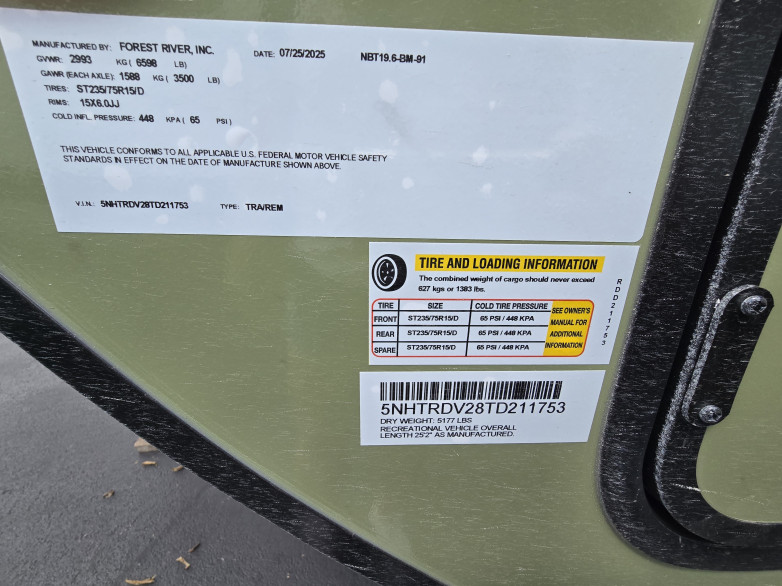 MANUFACTURED BY: FOREST RIVER, INC. DATE: 07/25/2025 NBT19.6-BM-91
GVWR: 2993 KG ( 6598 LB)
GAWR (EACH AXLE): 1588 KG ( 3500 LB)
TIRES: ST235/75R15/D
RIMS: 15X6.0JJ
COLD INFL. PRESSURE: 448 KPA ( 65 PSI )
THIS VEHICLE CONFORMS TO ALL APPLICABLE U.S. FEDERAL MOTOR VEHICLE SAFETY
STANDARDS IN EFFECT ON THE DATE OF MANUFACTURE SHOWN ABOVE.
V.I.N.: 5NHTRDV28TD211753 TYPE: TRA/REM
TIRE AND LOADING INFORMATION
The combined weight of cargo should never exceed
627 kgs or 1383 lbs.
TIRE SIZE COLD TIRE PRESSURE
FRONT ST235/75R15/D 65 PSI / 448 KPA
REAR ST235/75R15/D 65 PSI / 448 KPA
SPARE ST235/75R15/D 65 PSI / 448 KPA
SEE OWNER'S
MANUAL FOR
ADDITIONAL
INFORMATION
RDD211753
5NHTRDV28TD211753
DRY WEIGHT: 5177 LBS
RECREATIONAL VEHICLE OVERALL
LENGTH 25'2" AS MANUFACTURED.